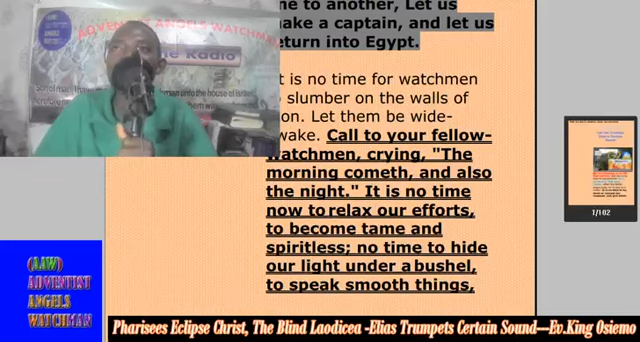 ne to another, Let us
make a captain, and let us
eturn into Egypt.
t is no time for watchmen
slumber on the walls of
ion. Let them be wide-
wake. Call to your fellow-
watchmen, crying, "The
morning cometh, and also
the night." It is no time
now to relax our efforts,
to become tame and
spiritless; no time to hide
our light under a bushel,
to speak smooth things,
ADVENTIST ANGELS WATCHMAN
Radio
1/102
(AAW)
ADVENTIST
ANGELS
WATCHMAN
Pharisees Eclipse Christ, The Blind Laodicea -Elias Trumpets Certain Sound---Ev.King Osiemo